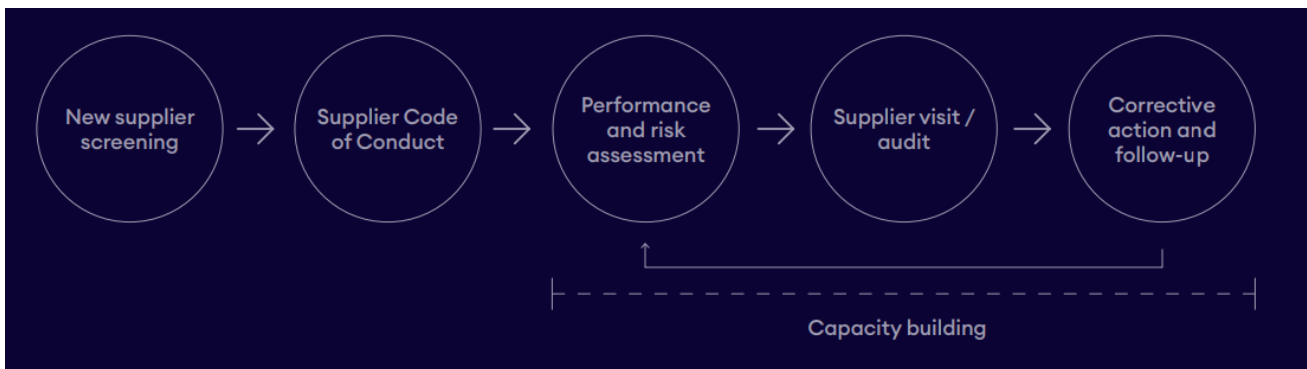 New supplier
screening
Supplier Code
of Conduct
Performance
and risk
assessment
Supplier visit /
audit
Corrective
action and
follow-up
Capacity building